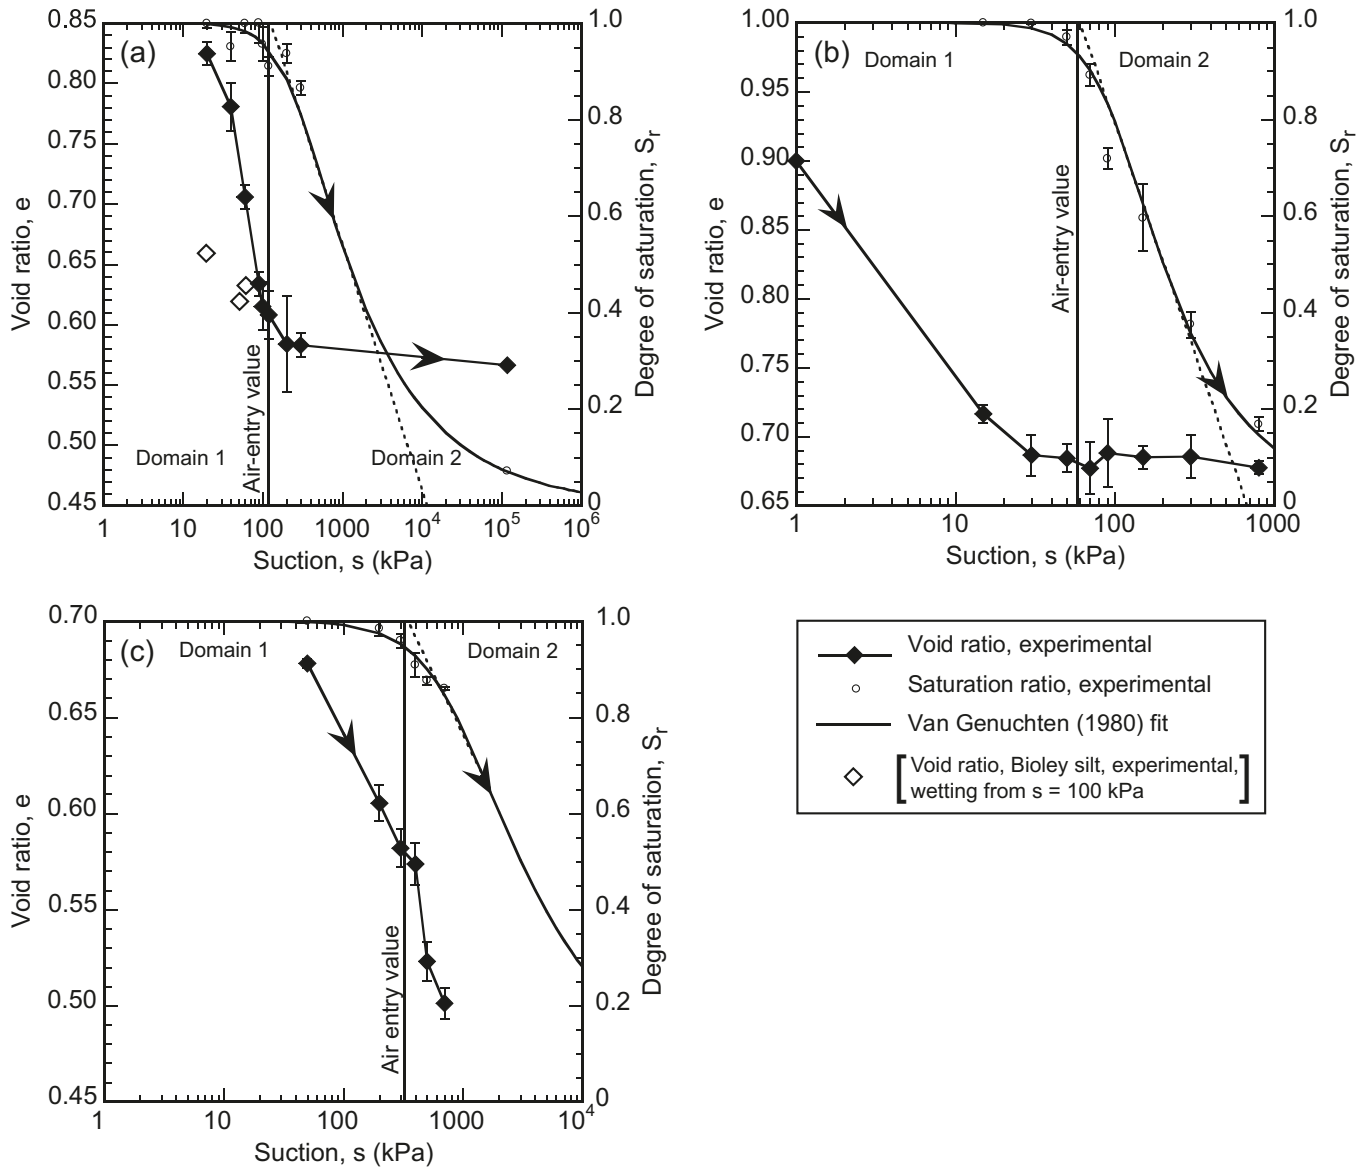 (a)
0.85
0.80
0.75
0.70
0.65
0.60
0.55
0.50
0.45
Void ratio, e
1.0
0.8
0.6
0.4
0.2
0
Degree of saturation, Sr
Domain 1
Air-entry value
Domain 2
1 10 100 1000 10^4 10^5 10^6
Suction, s (kPa)
(b)
1.00
0.95
0.90
0.85
0.80
0.75
0.70
0.65
Void ratio, e
1.0
0.8
0.6
0.4
0.2
0
Degree of saturation, Sr
Domain 1
Air-entry value
Domain 2
1 10 100 1000
Suction, s (kPa)
(c)
0.70
0.65
0.60
0.55
0.50
0.45
Void ratio, e
1.0
0.8
0.6
0.4
0.2
0
Degree of saturation, Sr
Domain 1
Air entry value
Domain 2
1 10 100 1000 10^4
Suction, s (kPa)
Void ratio, experimental
Saturation ratio, experimental
Van Genuchten (1980) fit
[Void ratio, Bioley silt, experimental,
wetting from s = 100 kPa]